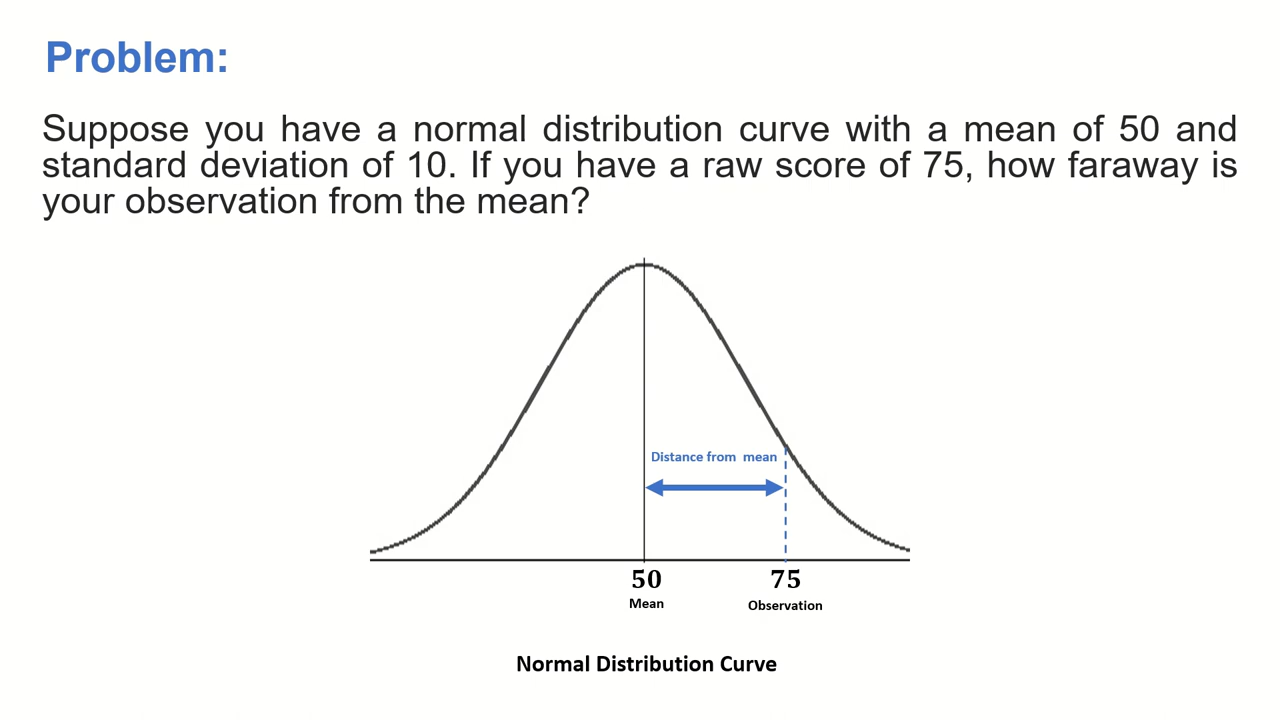 Problem:
Suppose you have a normal distribution curve with a mean of 50 and
standard deviation of 10. If you have a raw score of 75, how faraway is
your observation from the mean?
Distance from mean
50
75
Mean
Observation
Normal Distribution Curve